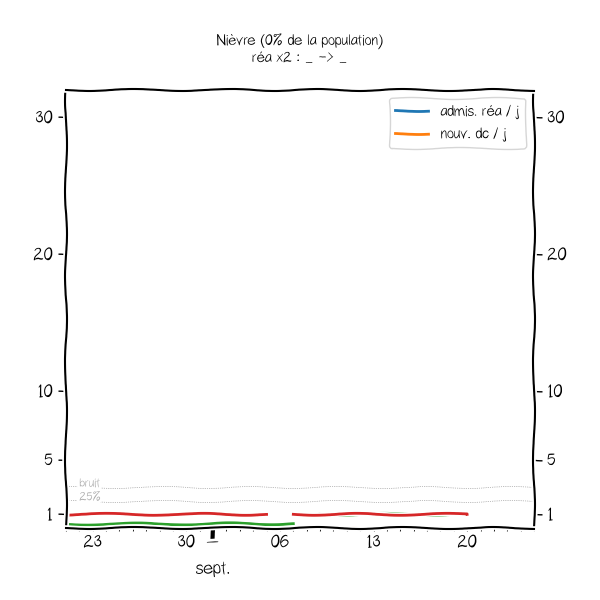 Nièvre (0% de la population)
réa x2 : _ -> _
admis. réa / j
nouv. dc / j
30
30
20
20
10
10
5
5
bruit
25%
1
1
23
30
06
13
20
sept.